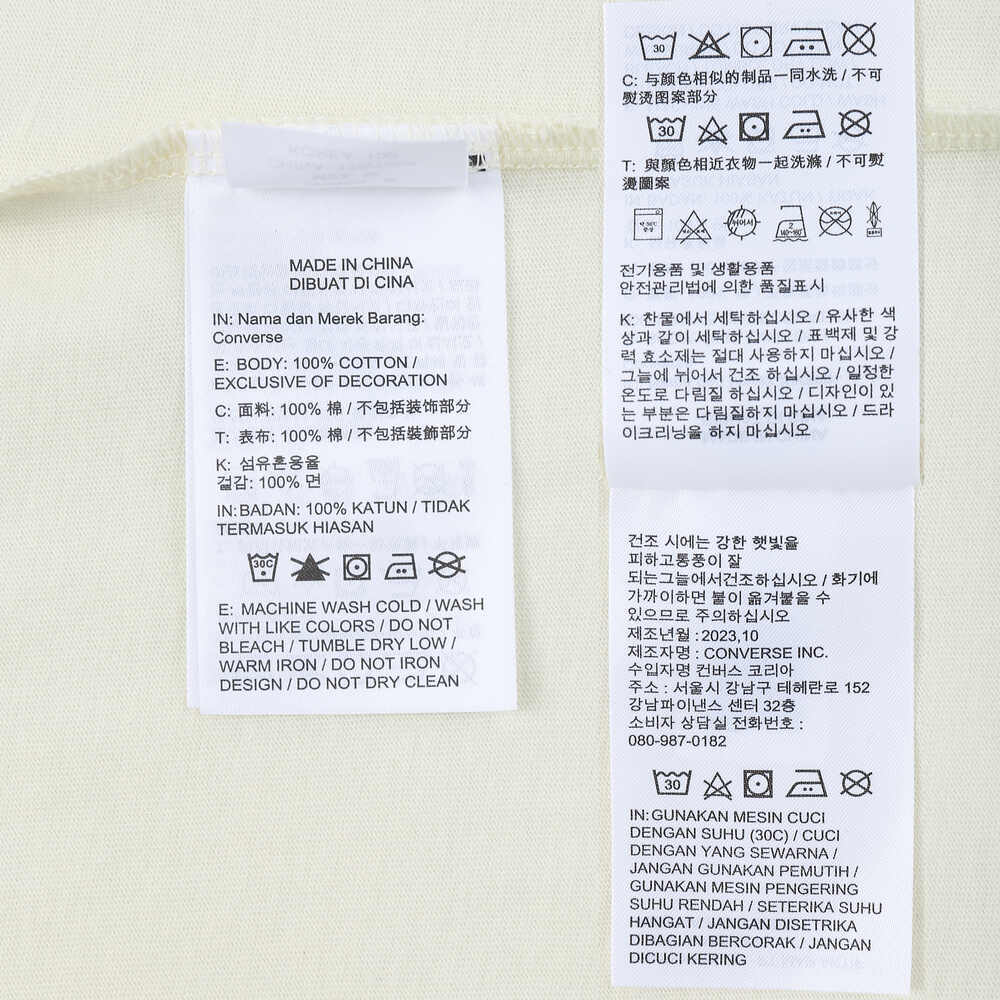 MADE IN CHINA
DIBUAT DI CINA
IN: Nama dan Merek Barang:
Converse
E: BODY: 100% COTTON /
EXCLUSIVE OF DECORATION
C: 面料: 100% 棉 / 不包括装饰部分
T: 表布: 100% 棉 / 不包括裝飾部分
K: 섬유혼용율
겉감: 100% 면
IN: BADAN: 100% KATUN / TIDAK
TERMASUK HIASAN
30C
E: MACHINE WASH COLD / WASH
WITH LIKE COLORS / DO NOT
BLEACH / TUMBLE DRY LOW /
WARM IRON / DO NOT IRON
DESIGN / DO NOT DRY CLEAN
30
C: 与颜色相似的制品一同水洗 / 不可
熨烫图案部分
30
T: 與顏色相近衣物一起洗滌 / 不可熨
燙圖案
전기용품 및 생활용품
안전관리법에 의한 품질표시
K: 찬물에서 세탁하십시오 / 유사한 색
상과 같이 세탁하십시오 / 표백제 및 강
력 효소제는 절대 사용하지 마십시오 /
그늘에 뉘어서 건조 하십시오 / 일정한
온도로 다림질 하십시오 / 디자인이 있
는 부분은 다림질하지 마십시오 / 드라
이크리닝을 하지 마십시오
건조 시에는 강한 햇빛을
피하고통풍이 잘
되는그늘에서건조하십시오 / 화기에
가까이하면 불이 옮겨붙을 수
있으므로 주의하십시오
제조년월 : 2023,10
제조자명 : CONVERSE INC.
수입자명 컨버스 코리아
주소 : 서울시 강남구 테헤란로 152
강남파이낸스 센터 32층
소비자 상담실 전화번호 :
080-987-0182
30
IN: GUNAKAN MESIN CUCI
DENGAN SUHU (30C) / CUCI
DENGAN YANG SEWARNA /
JANGAN GUNAKAN PEMUTIH /
GUNAKAN MESIN PENGERING
SUHU RENDAH / SETERIKA SUHU
HANGAT / JANGAN DISETRIKA
DIBAGIAN BERCORAK / JANGAN
DICUCI KERING